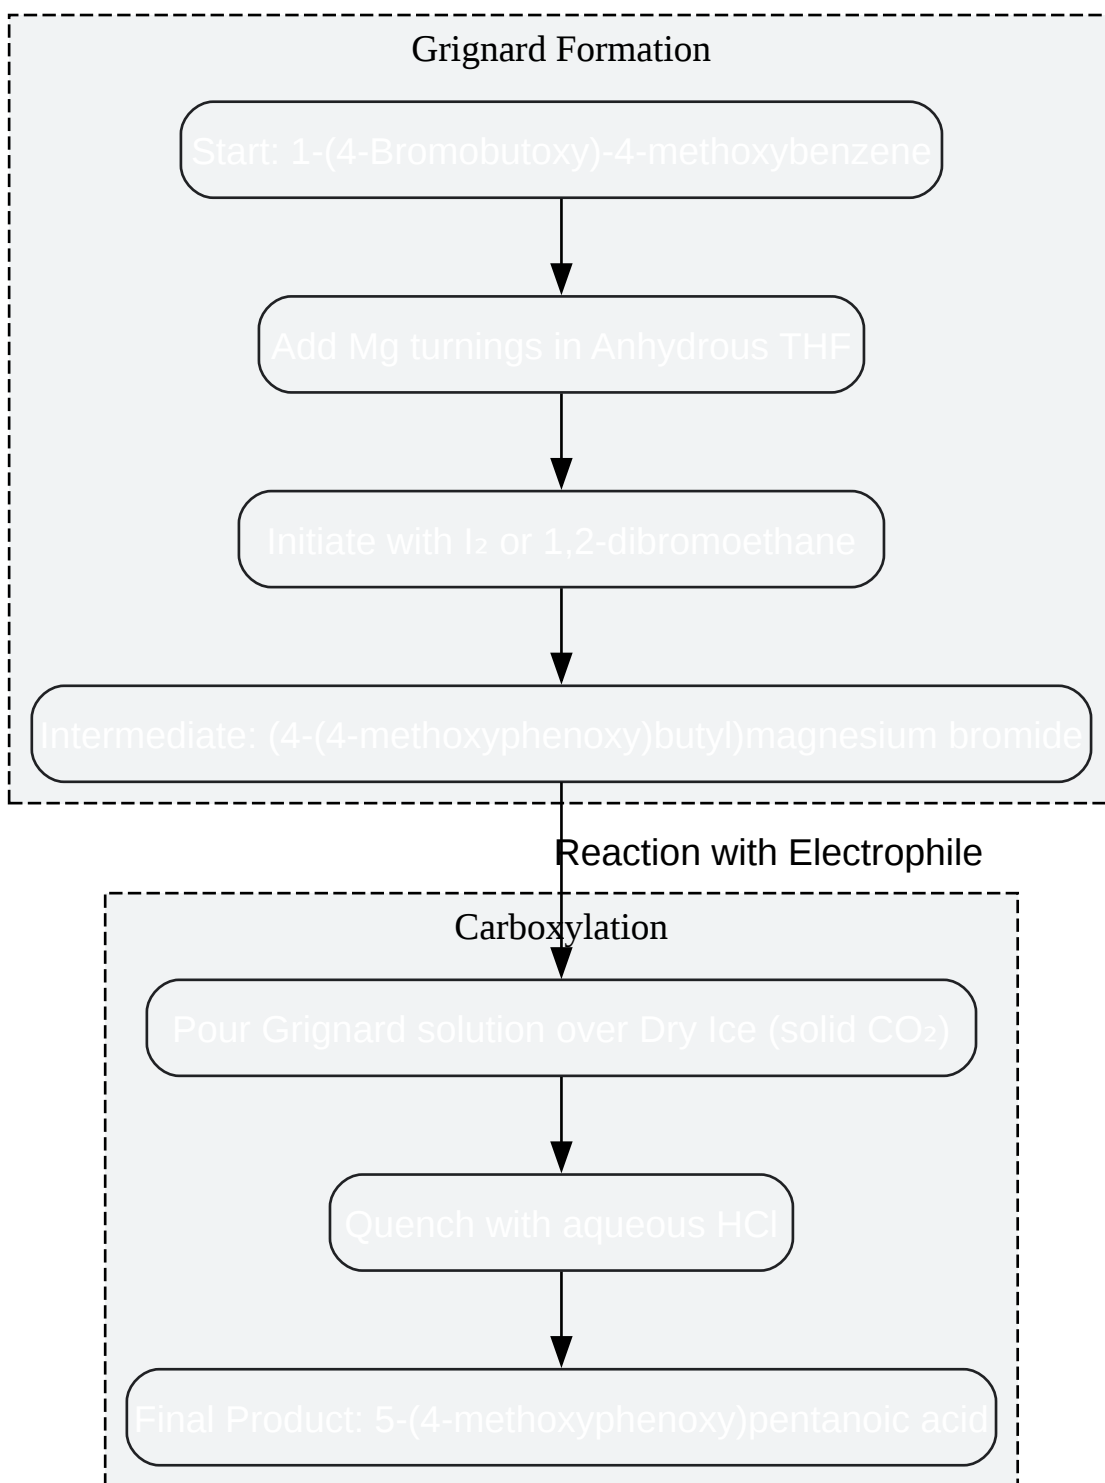 Grignard Formation
Start: 1-(4-Bromobutoxy)-4-methoxybenzene
Add Mg turnings in Anhydrous THF
Initiate with I₂ or 1,2-dibromoethane
Intermediate: (4-(4-methoxyphenoxy)butyl)magnesium bromide
Reaction with Electrophile
Carboxylation
Pour Grignard solution over Dry Ice (solid CO₂)
Quench with aqueous HCl
Final Product: 5-(4-methoxyphenoxy)pentanoic acid